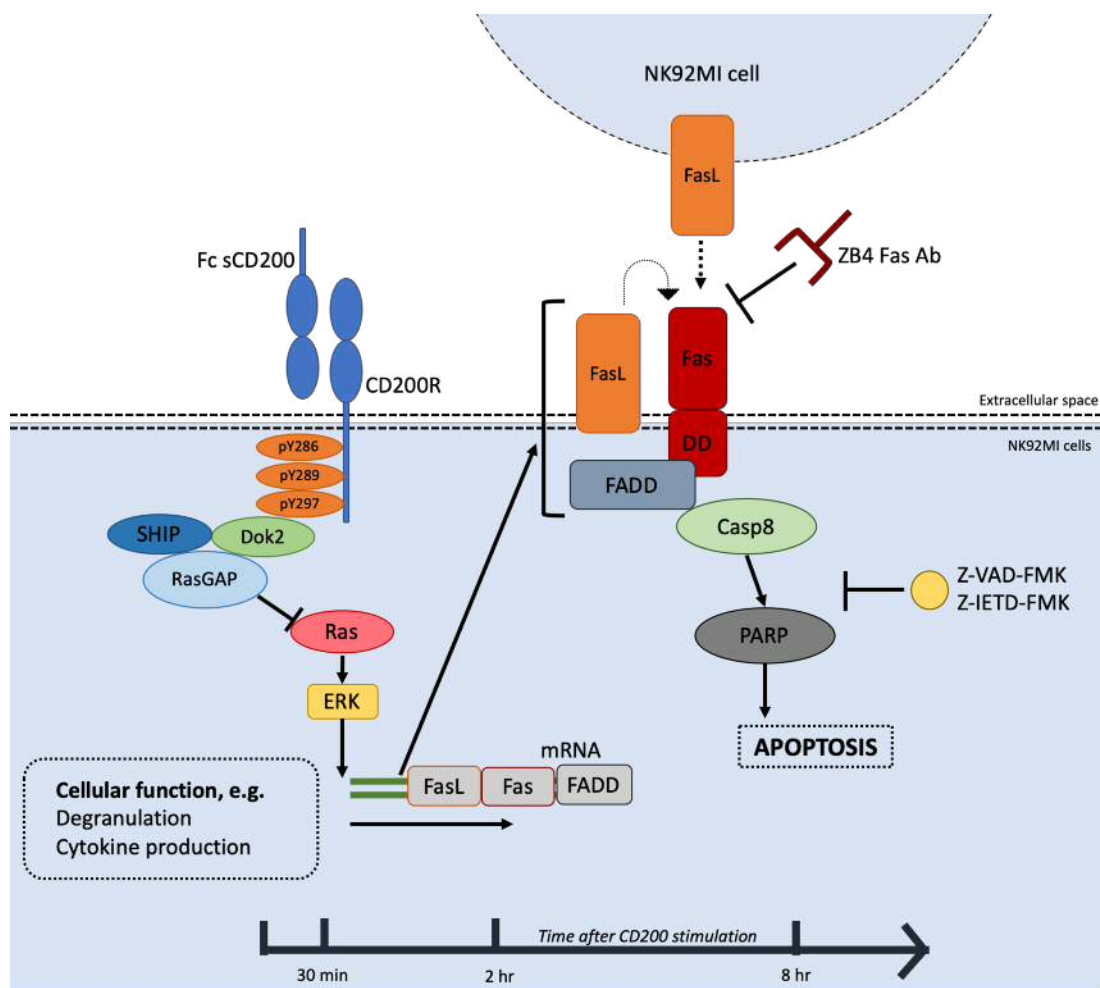 NK92MI cell
FasL
Fc sCD200
ZB4 Fas Ab
CD200R
FasL
Fas
Extracellular space
NK92MI cells
pY286
pY289
pY297
DD
FADD
SHIP
Dok2
RasGAP
Casp8
Z-VAD-FMK
Z-IETD-FMK
Ras
PARP
ERK
APOPTOSIS
mRNA
FasL
Fas
FADD
Cellular function, e.g.
Degranulation
Cytokine production
Time after CD200 stimulation
30 min
2 hr
8 hr